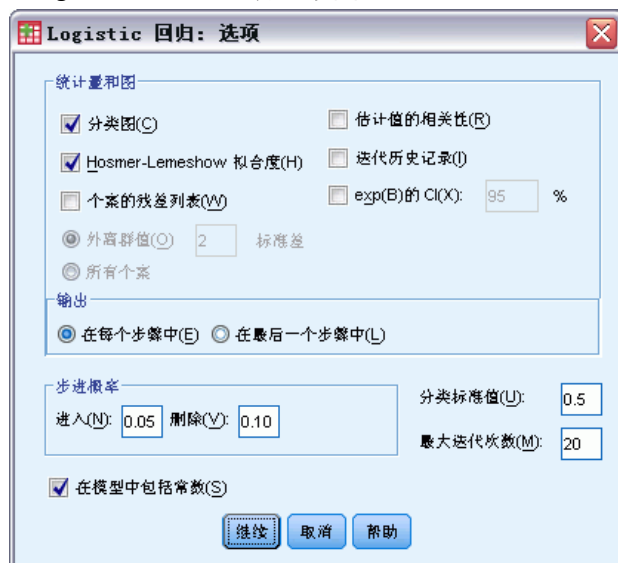 Logistic 回归：选项
统计量和图
分类图(C)
估计值的相关性(R)
Hosmer-Lemeshow 拟合度(H)
迭代历史记录(I)
个案的残差列表(W)
exp(B)的 CI(X): 95 %
外离群值(O) 2 标准差
所有个案
输出
在每个步骤中(E) 在最后一个步骤中(L)
步进概率
进入(N): 0.05 删除(V): 0.10
分类标准值(U): 0.5
最大迭代次数(M): 20
在模型中包括常数(S)
继续 取消 帮助